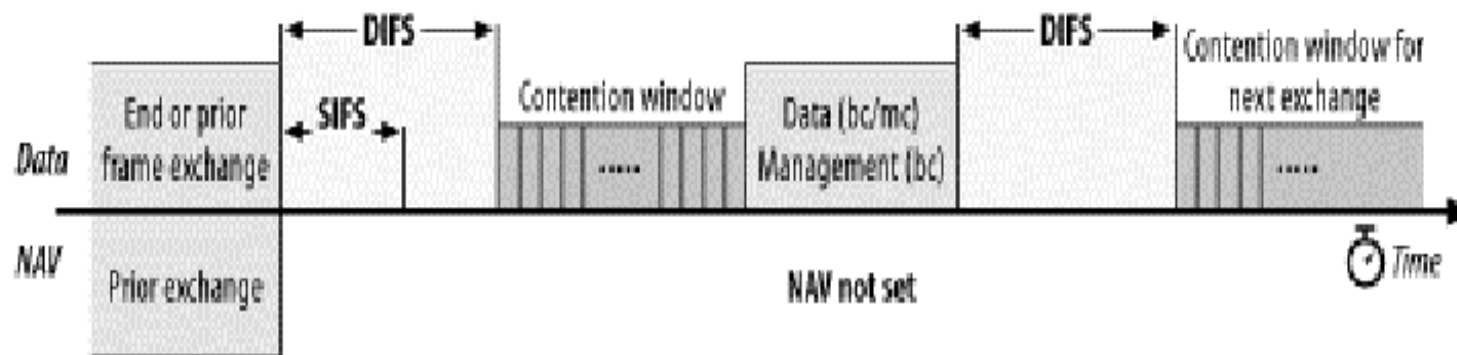 DIFS
DIFS
Contention window for
next exchange
End or prior
frame exchange
SIFS
Contention window
Data (bc/mc)
Management (bc)
.....
.....
Data
NAV
Prior exchange
NAV not set
Time